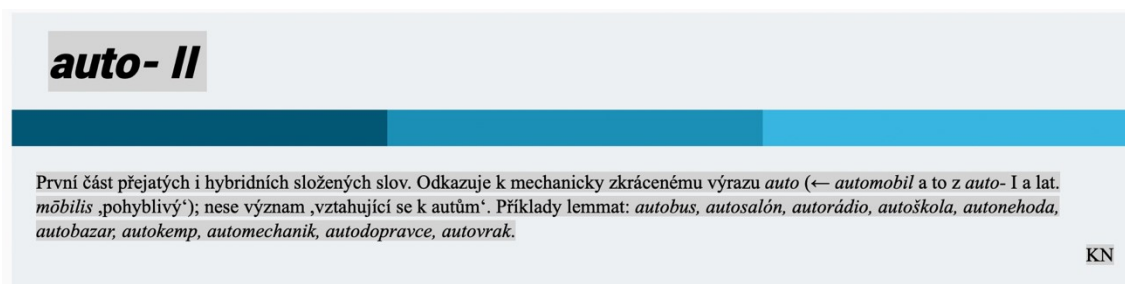 auto- II
První část přejatých i hybridních složených slov. Odkazuje k mechanicky zkrácenému výrazu auto (← automobil a to z auto- I a lat.
mōbilis ‚pohyblivý‘); nese význam ‚vztahující se k autům‘. Příklady lemmat: autobus, autosalón, autorádio, autoškola, autonehoda,
autobazar, autokemp, automechanik, autodopravce, autovrak.
KN